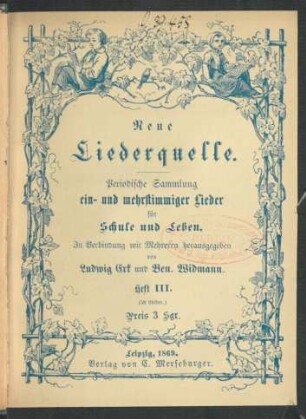 Neue
Liederquelle.
Periodische Sammlung
ein- und mehrstimmiger Lieder
für
Schule und Leben.
In Verbindung mit Mehreren herausgegeben
von
Ludwig Erk und Ben. Widmann.
Heft III.
Preis 3 Sgr.
Leipzig, 1869.
Verlag von C. Merseburger.